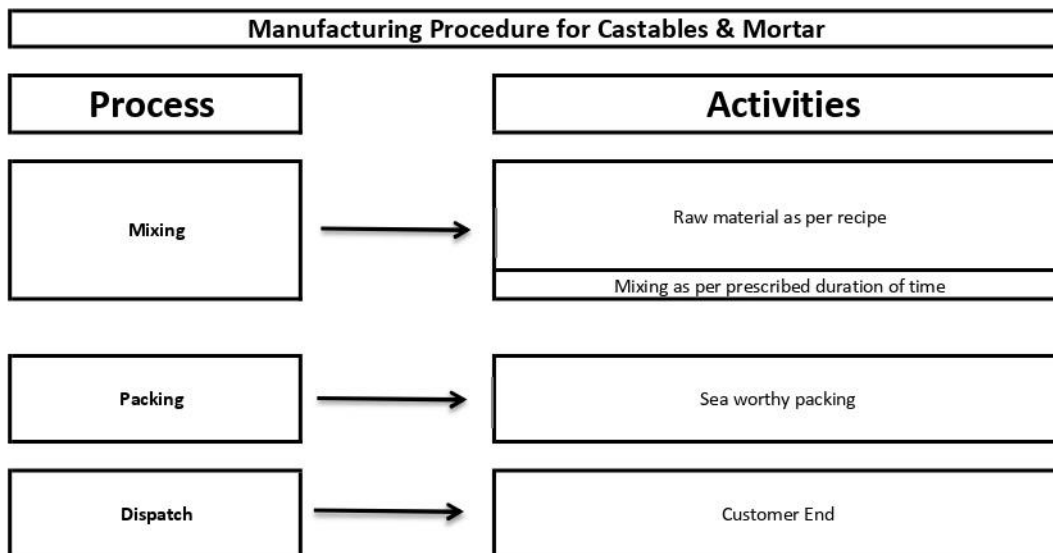 Manufacturing Procedure for Castables & Mortar
Process
Activities
Mixing
Raw material as per recipe
Mixing as per prescribed duration of time
Packing
Sea worthy packing
Dispatch
Customer End